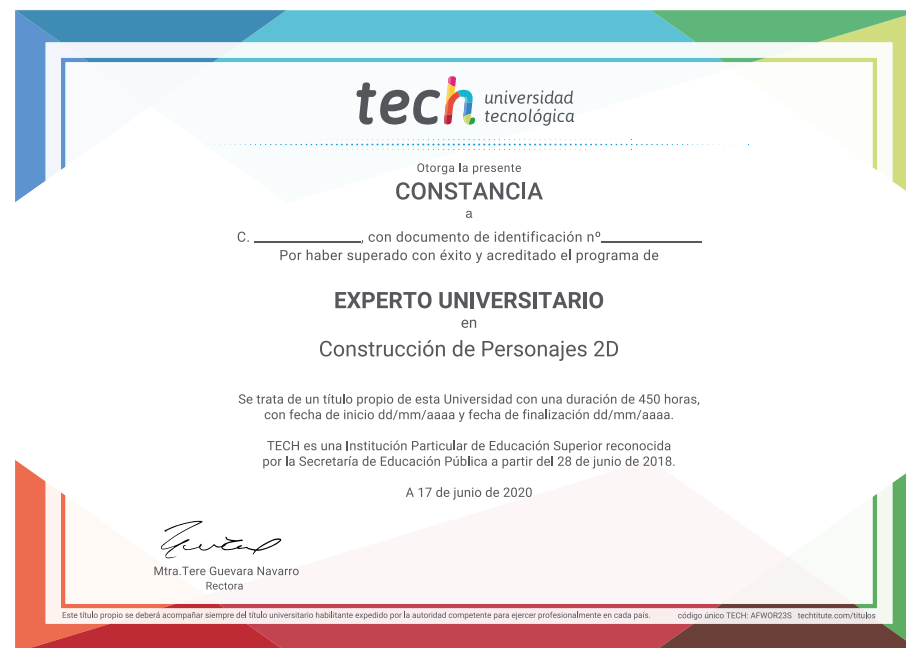 tech universidad
tecnológica
Otorga la presente
CONSTANCIA
a
C. ______________, con documento de identificación nº_____________
Por haber superado con éxito y acreditado el programa de
EXPERTO UNIVERSITARIO
en
Construcción de Personajes 2D
Se trata de un título propio de esta Universidad con una duración de 450 horas,
con fecha de inicio dd/mm/aaaa y fecha de finalización dd/mm/aaaa.
TECH es una Institución Particular de Educación Superior reconocida
por la Secretaría de Educación Pública a partir del 28 de junio de 2018.
A 17 de junio de 2020
Mtra.Tere Guevara Navarro
Rectora
Este título propio se deberá acompañar siempre del título universitario habilitante expedido por la autoridad competente para ejercer profesionalmente en cada país. código único TECH: AFWOR23S techtitute.com/titulos